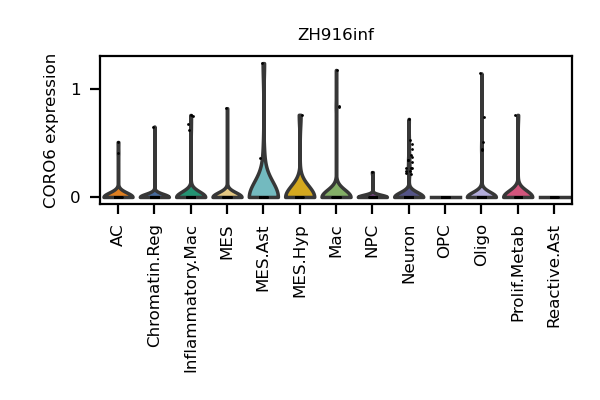 ZH916inf
CORO6 expression
1
0
AC
Chromatin.Reg
Inflammatory.Mac
MES
MES.Ast
MES.Hyp
Mac
NPC
Neuron
OPC
Oligo
Prolif.Metab
Reactive.Ast